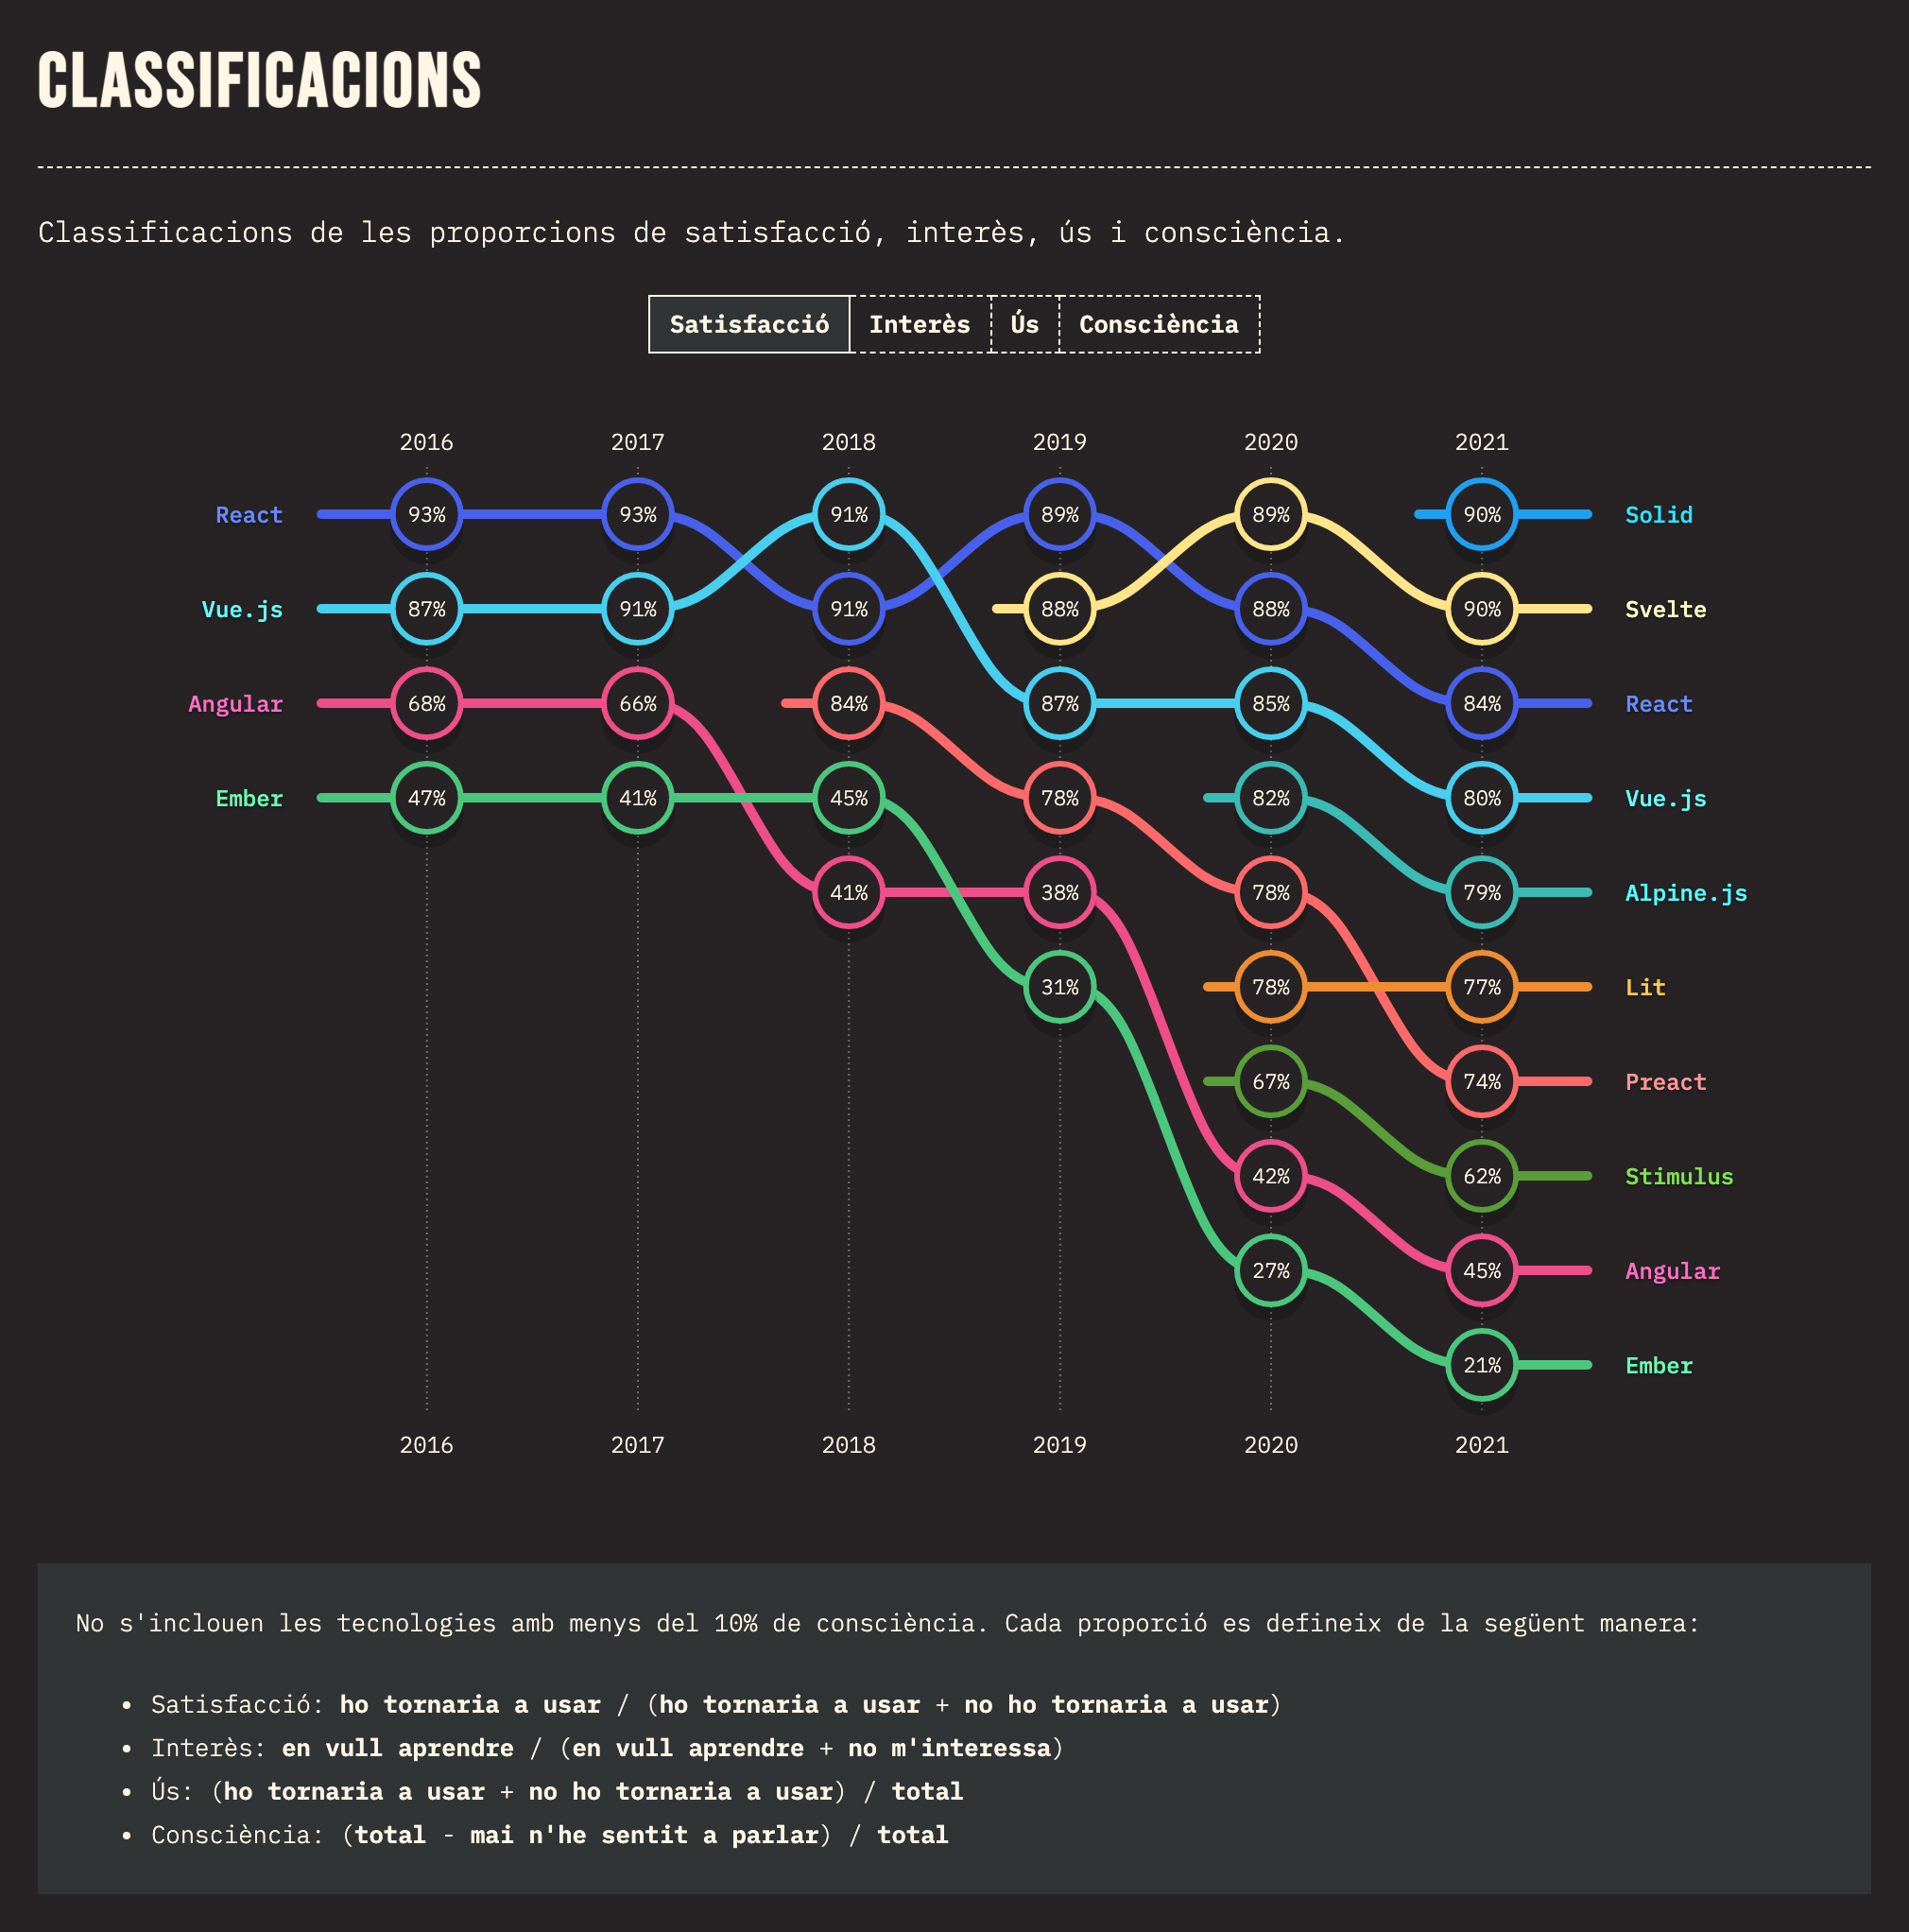 CLASSIFICACIONS
Classificacions de les proporcions de satisfacció, interès, ús i consciència.
Satisfacció Interès Ús Consciència
2016 2017 2018 2019 2020 2021
React 93% 93% 91% 89% 89% 90% Solid
Vue.js 87% 91% 91% 88% 88% 90% Svelte
Angular 68% 66% 84% 87% 85% 84% React
Ember 47% 41% 45% 78% 82% 80% Vue.js
41% 38% 78% 79% Alpine.js
31% 78% 77% Lit
67% 74% Preact
42% 62% Stimulus
27% 45% Angular
21% Ember
2016 2017 2018 2019 2020 2021
No s'inclouen les tecnologies amb menys del 10% de consciència. Cada proporció es defineix de la següent manera:
• Satisfacció: ho tornaria a usar / (ho tornaria a usar + no ho tornaria a usar)
• Interès: en vull aprendre / (en vull aprendre + no m'interessa)
• Ús: (ho tornaria a usar + no ho tornaria a usar) / total
• Consciència: (total - mai n'he sentit a parlar) / total